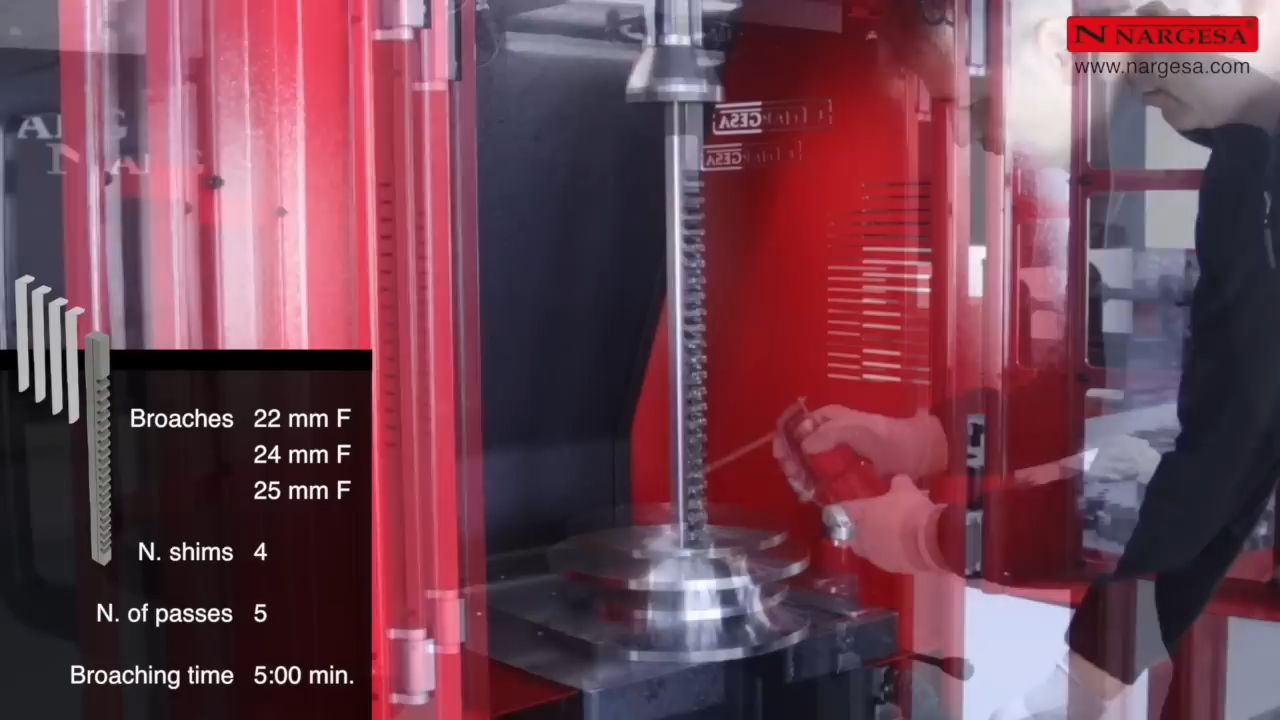 NARGESA
www.nargesa.com
Broaches 22 mm F
24 mm F
25 mm F
N. shims 4
N. of passes 5
Broaching time 5:00 min.